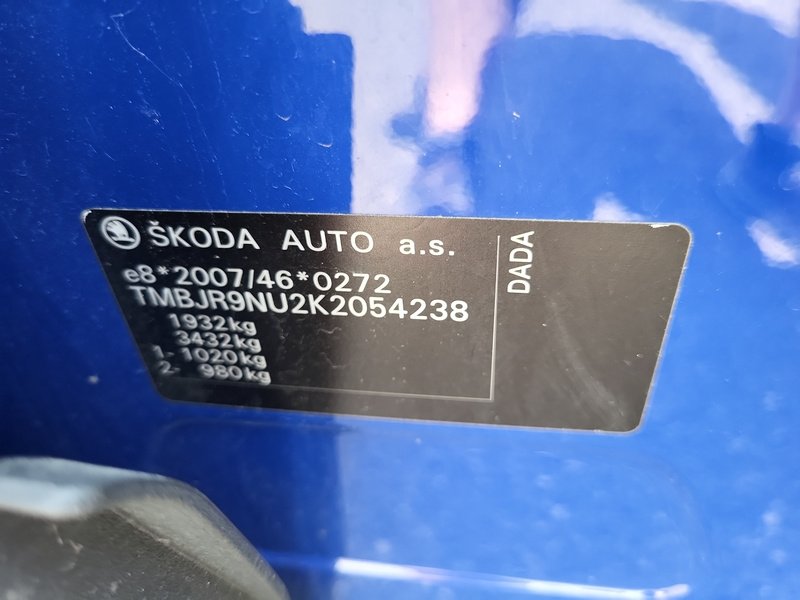 ŠKODA AUTO a.s.
e8*2007/46*0272
TMBJR9NU2K2054238
1932kg
3432kg
1- 1020kg
2- 980kg
DADA